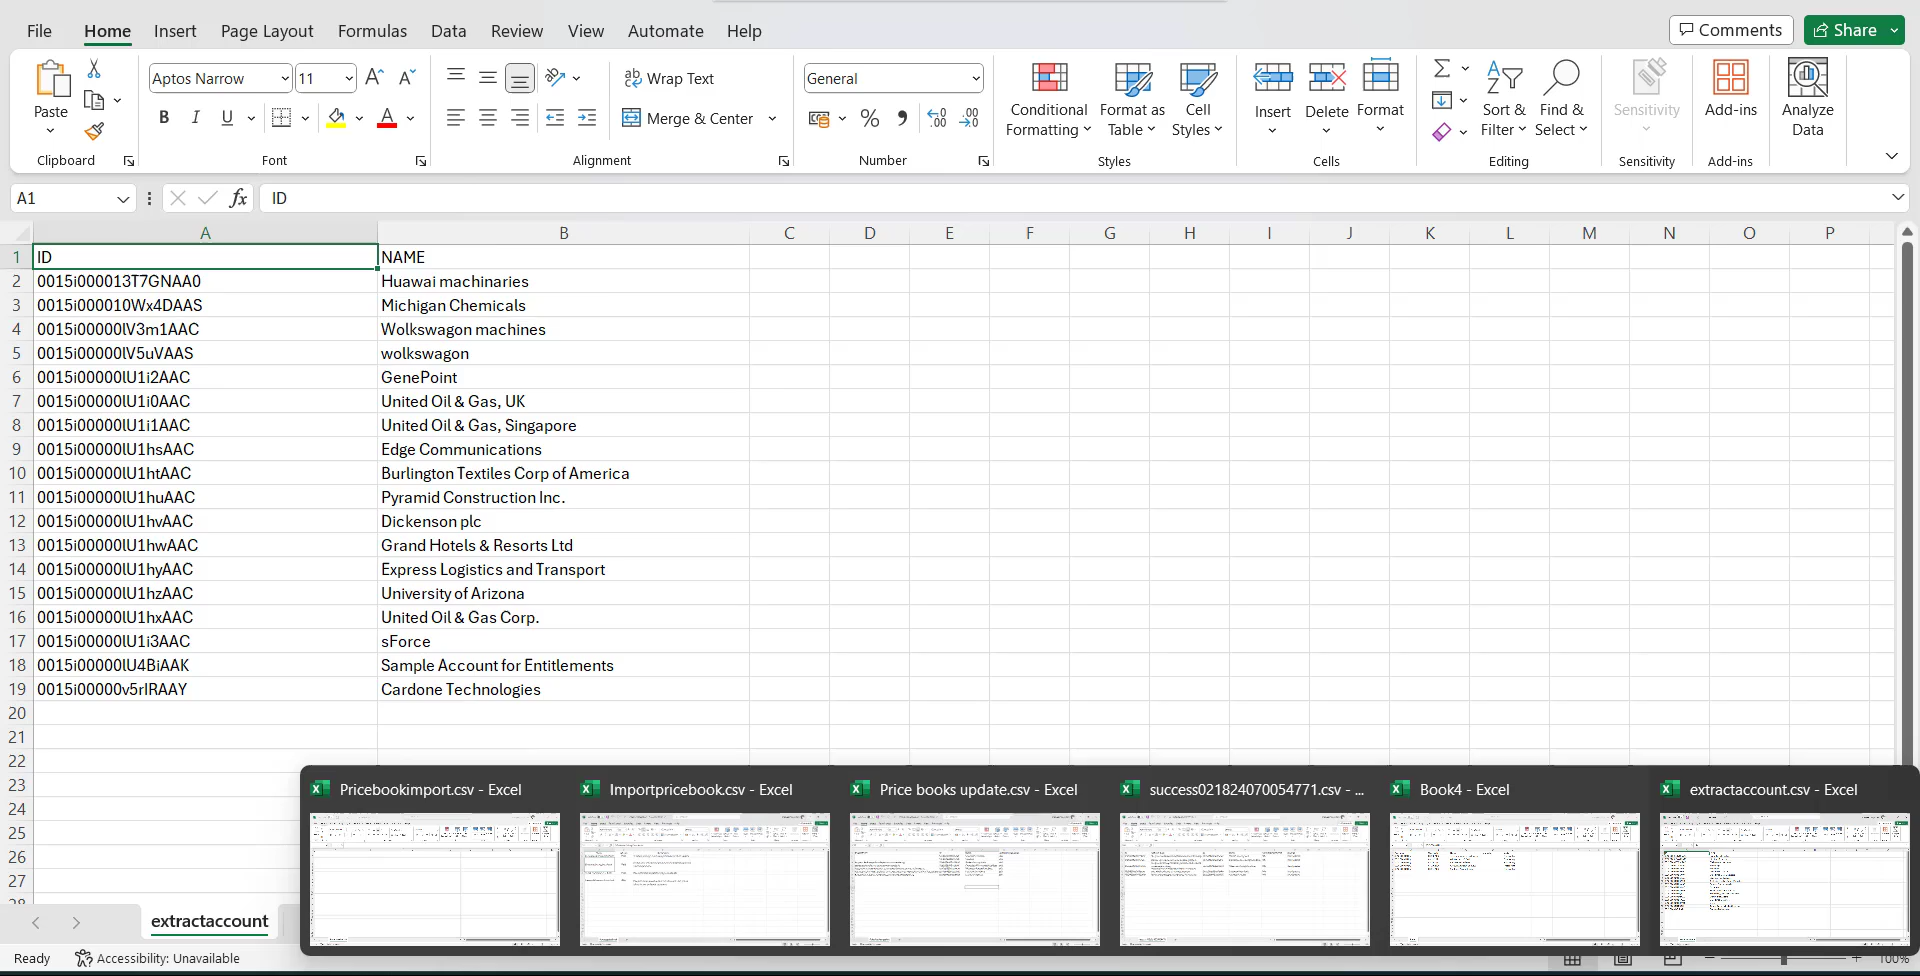 File Home Insert Page Layout Formulas Data Review View Automate Help Comments Share
Paste
Clipboard
Aptos Narrow 11
B I U
Font
ab Wrap Text
Merge & Center
Alignment
General
% , .00 .00
Number
Conditional Formatting
Format as Table
Cell Styles
Styles
Insert Delete Format
Cells
Sort & Filter
Find & Select
Editing
Sensitivity
Sensitivity
Add-ins
Add-ins
Analyze Data
A1 fx ID
A B C D E F G H I J K L M N O P
1 ID NAME
2 0015i000013T7GNAA0 Huawai machinaries
3 0015i000010Wx4DAAS Michigan Chemicals
4 0015i00000lV3m1AAC Wolkswagon machines
5 0015i00000lV5uVAAS wolkswagon
6 0015i00000lU1i2AAC GenePoint
7 0015i00000lU1i0AAC United Oil & Gas, UK
8 0015i00000lU1i1AAC United Oil & Gas, Singapore
9 0015i00000lU1hsAAC Edge Communications
10 0015i00000lU1htAAC Burlington Textiles Corp of America
11 0015i00000lU1huAAC Pyramid Construction Inc.
12 0015i00000lU1hvAAC Dickenson plc
13 0015i00000lU1hwAAC Grand Hotels & Resorts Ltd
14 0015i00000lU1hyAAC Express Logistics and Transport
15 0015i00000lU1hzAAC University of Arizona
16 0015i00000lU1hxAAC United Oil & Gas Corp.
17 0015i00000lU1i3AAC sForce
18 0015i00000lU4BiAAK Sample Account for Entitlements
19 0015i00000v5rIRAAY Cardone Technologies
20
21
22
23
24
25
26
27
28
Pricebookimport.csv - Excel
Importpricebook.csv - Excel
Price books update.csv - Excel
success021824070054771.csv - ...
Book4 - Excel
extractaccount.csv - Excel
extractaccount
Ready Accessibility: Unavailable 100%